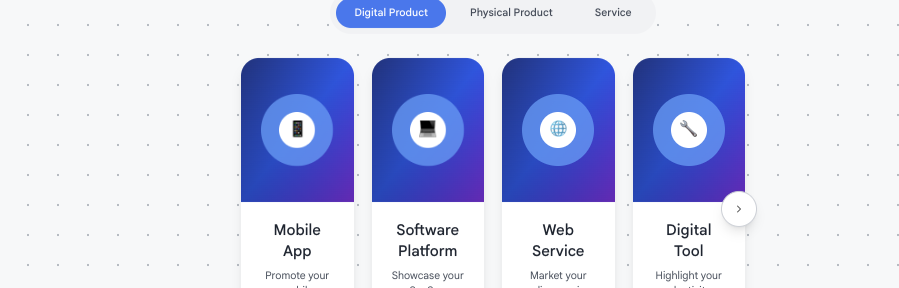 Digital Product Physical Product Service
Mobile
App
Promote your
Software
Platform
Showcase your
Web
Service
Market your
Digital
Tool
Highlight your